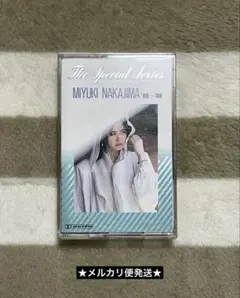 The Special Series
MIYUKI NAKAJIMA
★メルカリ便発送★